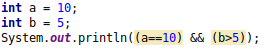 int a = 10;
int b = 5;
System.out.println((a==10) && (b>5));